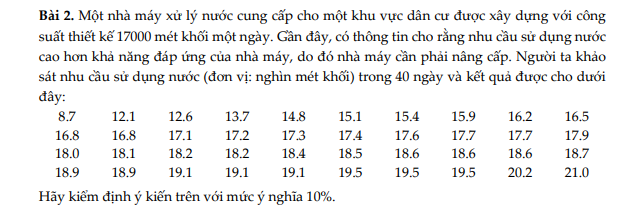 Bài 2. Một nhà máy xử lý nước cung cấp cho một khu vực dân cư được xây dựng với công
suất thiết kế 17000 mét khối một ngày. Gần đây, có thông tin cho rằng nhu cầu sử dụng nước
cao hơn khả năng đáp ứng của nhà máy, do đó nhà máy cần phải nâng cấp. Người ta khảo
sát nhu cầu sử dụng nước (đơn vị: nghìn mét khối) trong 40 ngày và kết quả được cho dưới
đây:
8.7 12.1 12.6 13.7 14.8 15.1 15.4 15.9 16.2 16.5
16.8 16.8 17.1 17.2 17.3 17.4 17.6 17.7 17.7 17.9
18.0 18.1 18.2 18.2 18.4 18.5 18.6 18.6 18.6 18.7
18.9 18.9 19.1 19.1 19.1 19.5 19.5 19.5 20.2 21.0
Hãy kiểm định ý kiến trên với mức ý nghĩa 10%.